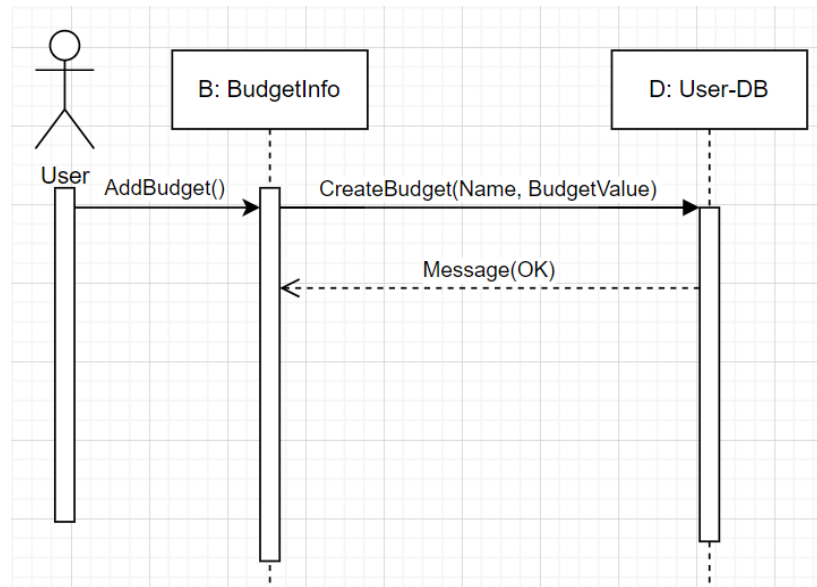 B: BudgetInfo
D: User-DB
User
AddBudget()
CreateBudget(Name, BudgetValue)
Message(OK)